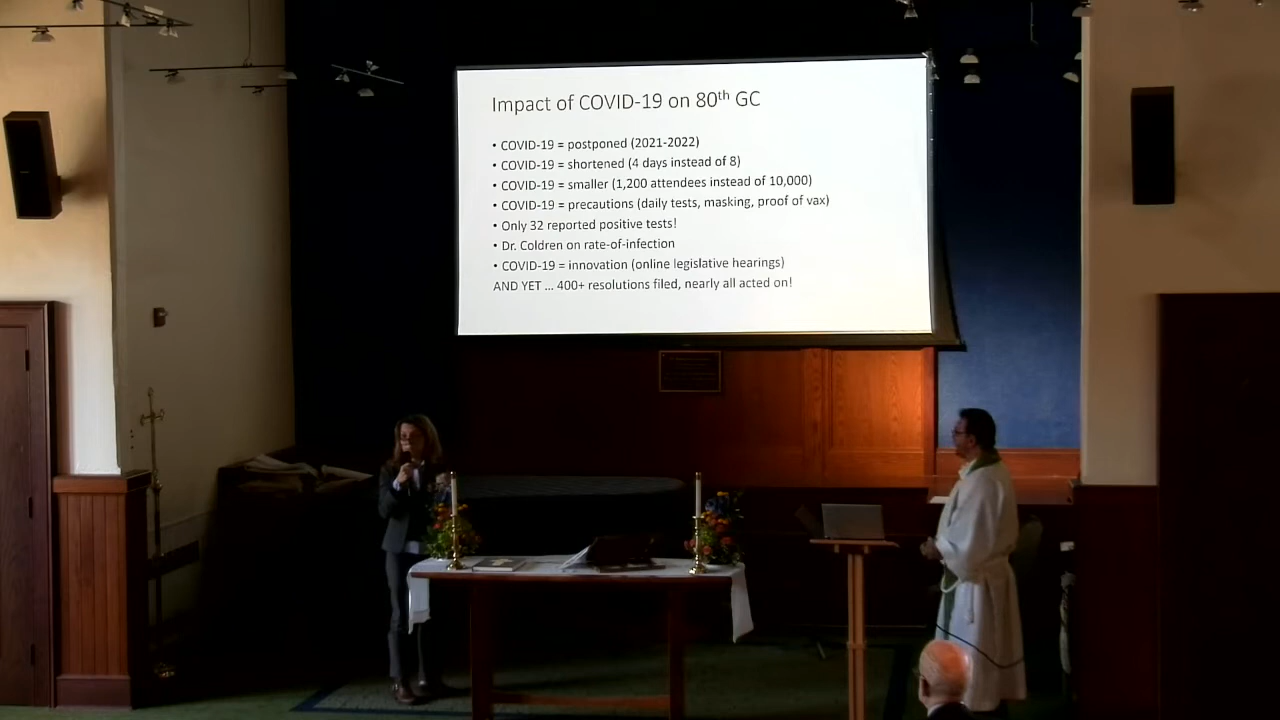 Impact of COVID-19 on 80th GC
• COVID-19 = postponed (2021-2022)
• COVID-19 = shortened (4 days instead of 8)
• COVID-19 = smaller (1,200 attendees instead of 10,000)
• COVID-19 = precautions (daily tests, masking, proof of vax)
• Only 32 reported positive tests!
• Dr. Coldren on rate-of-infection
• COVID-19 = innovation (online legislative hearings)
AND YET ... 400+ resolutions filed, nearly all acted on!